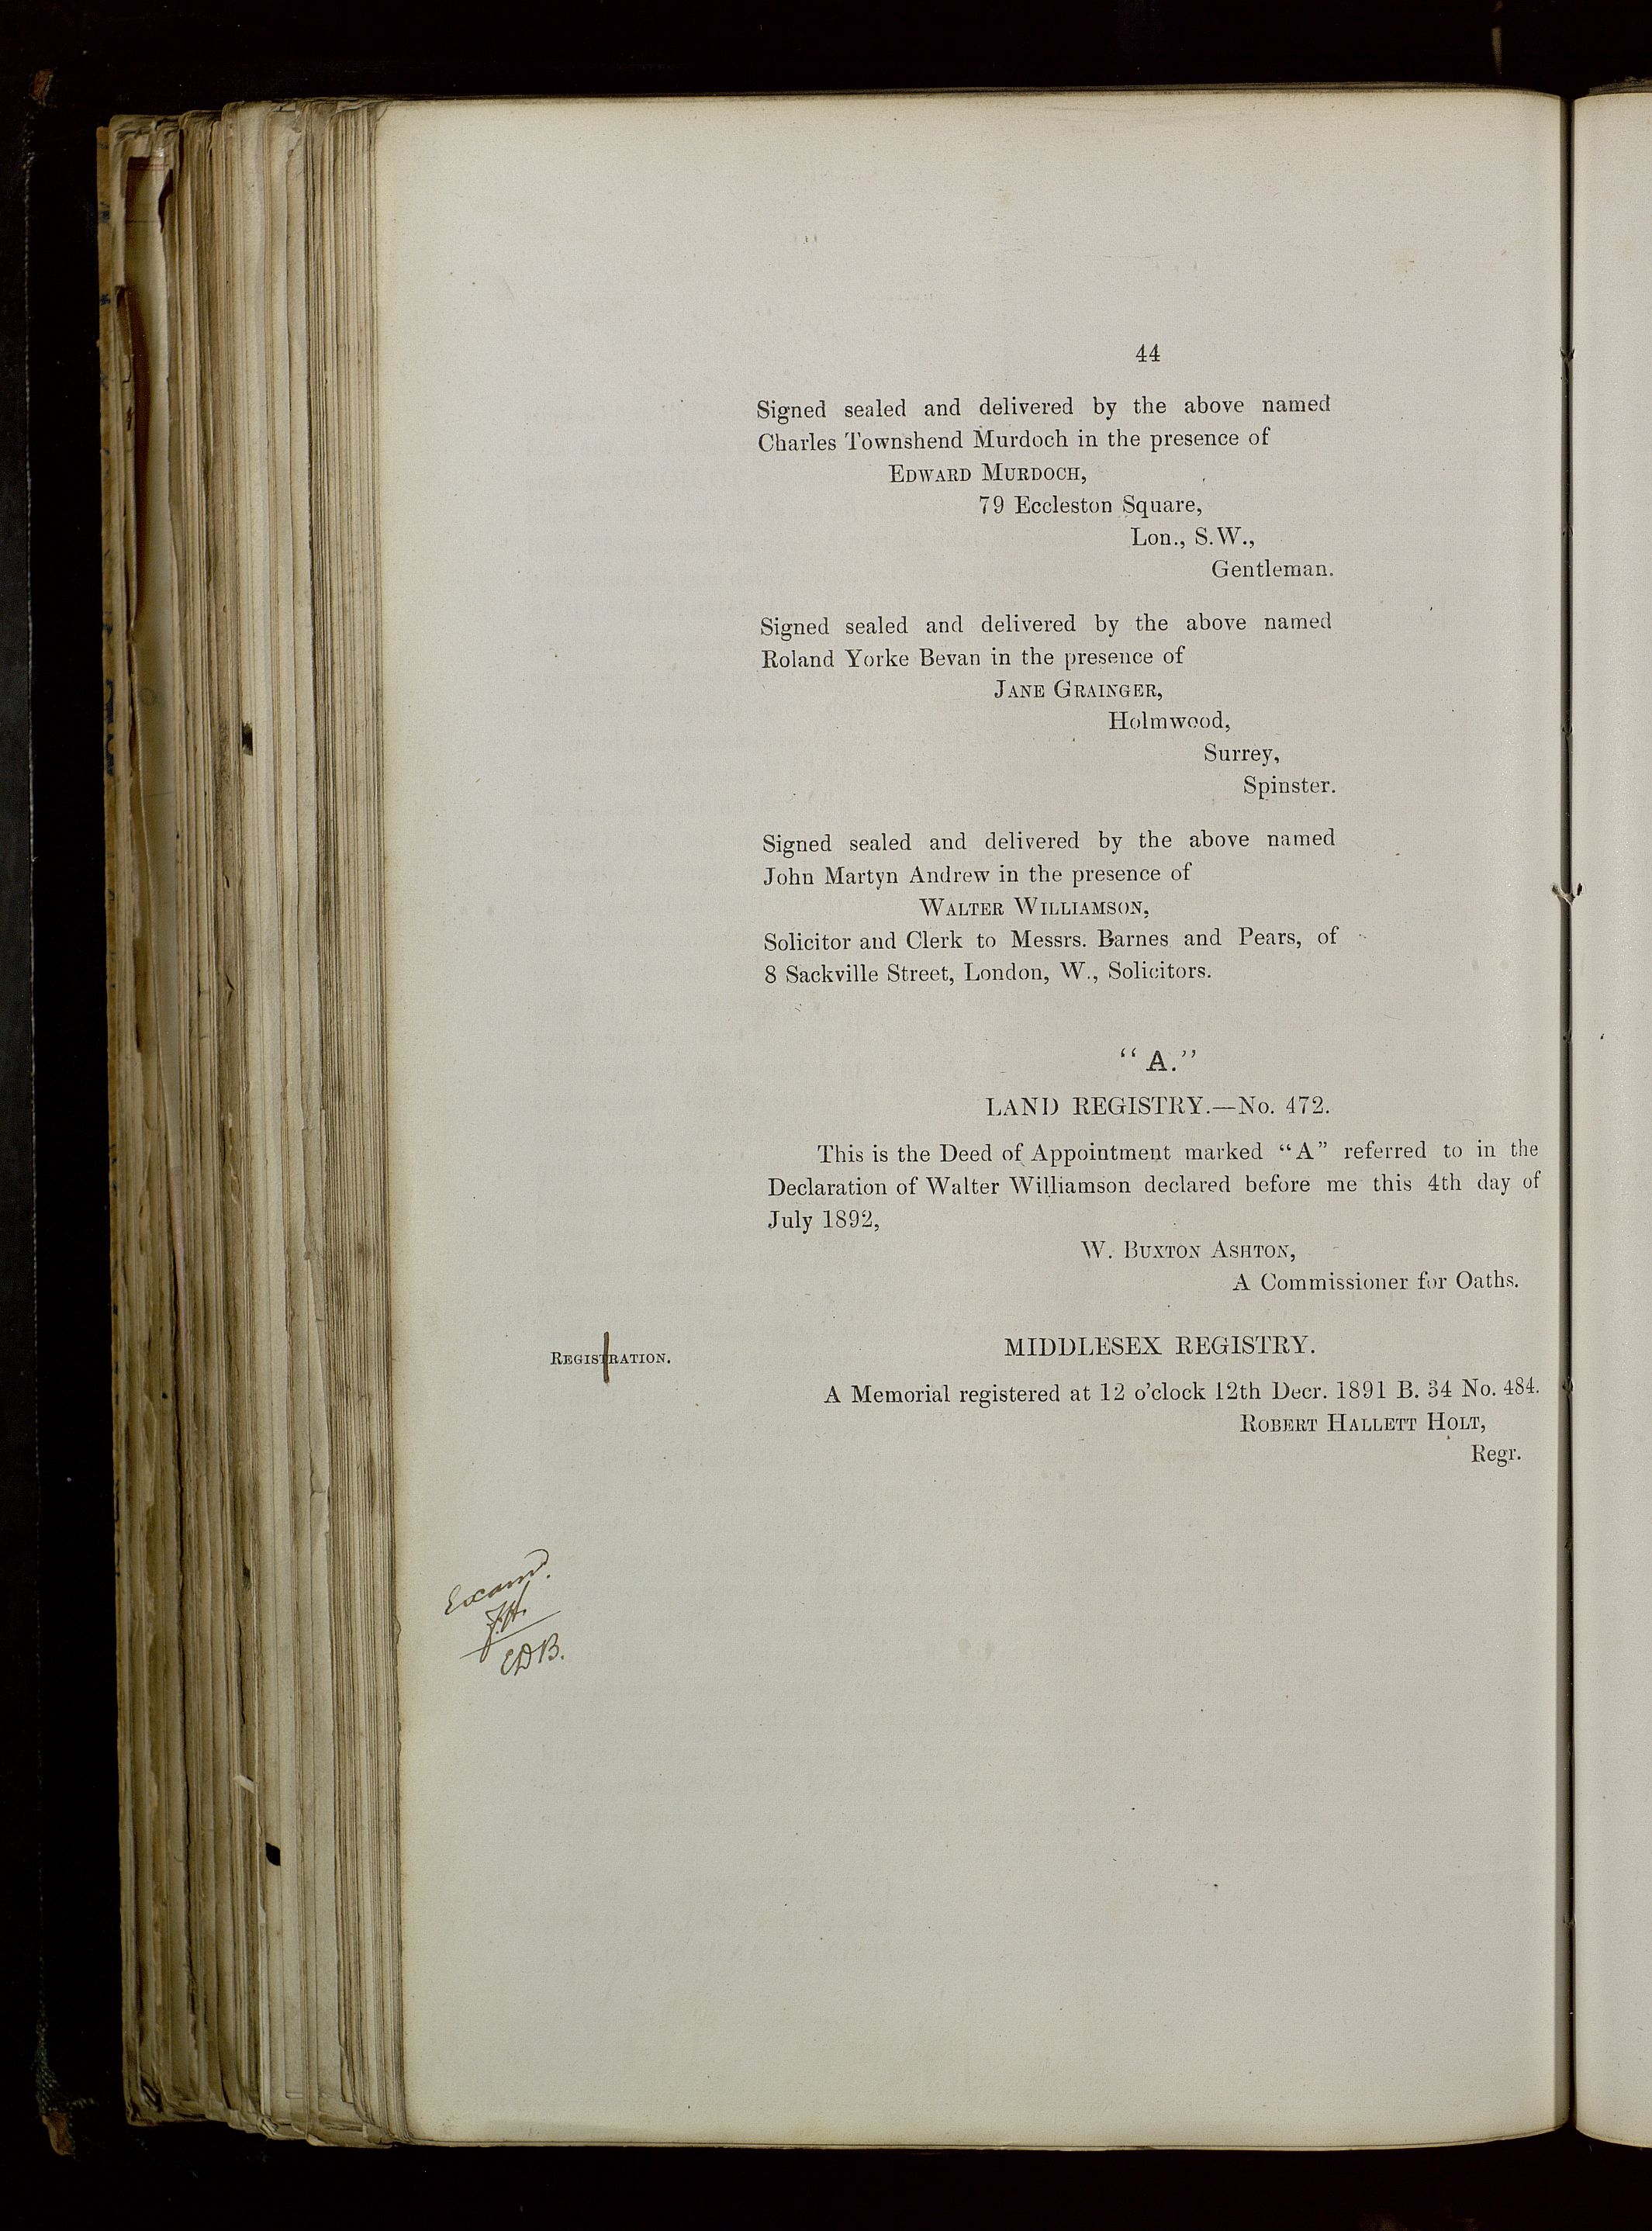 44
Signed sealed and delivered by the above named
Charles Townshend Murdoch in the presence of
EDWARD MURDOCH,
79 Eccleston Square,
Lon., S.W.,
Gentleman.
Signed sealed and delivered by the above named
Roland Yorke Bevan in the presence of
JANE GRAINGER,
Holmwood,
Surrey,
Spinster.
Signed sealed and delivered by the above named
John Martyn Andrew in the presence of
WALTER WILLIAMSON,
Solicitor and Clerk to Messrs. Barnes and Pears, of
8 Sackville Street, London, W., Solicitors.
“A.”
LAND REGISTRY.—No. 472.
This is the Deed of Appointment marked “A” referred to in the
Declaration of Walter Williamson declared before me this 4th day of
July 1892,
W. BUXTON ASHTON,
A Commissioner for Oaths.
REGISTRATION.
MIDDLESEX REGISTRY.
A Memorial registered at 12 o’clock 12th Decr. 1891 B. 34 No. 484.
ROBERT HALLETT HOLT,
Regr.
Examd.
J.H.
EDB.